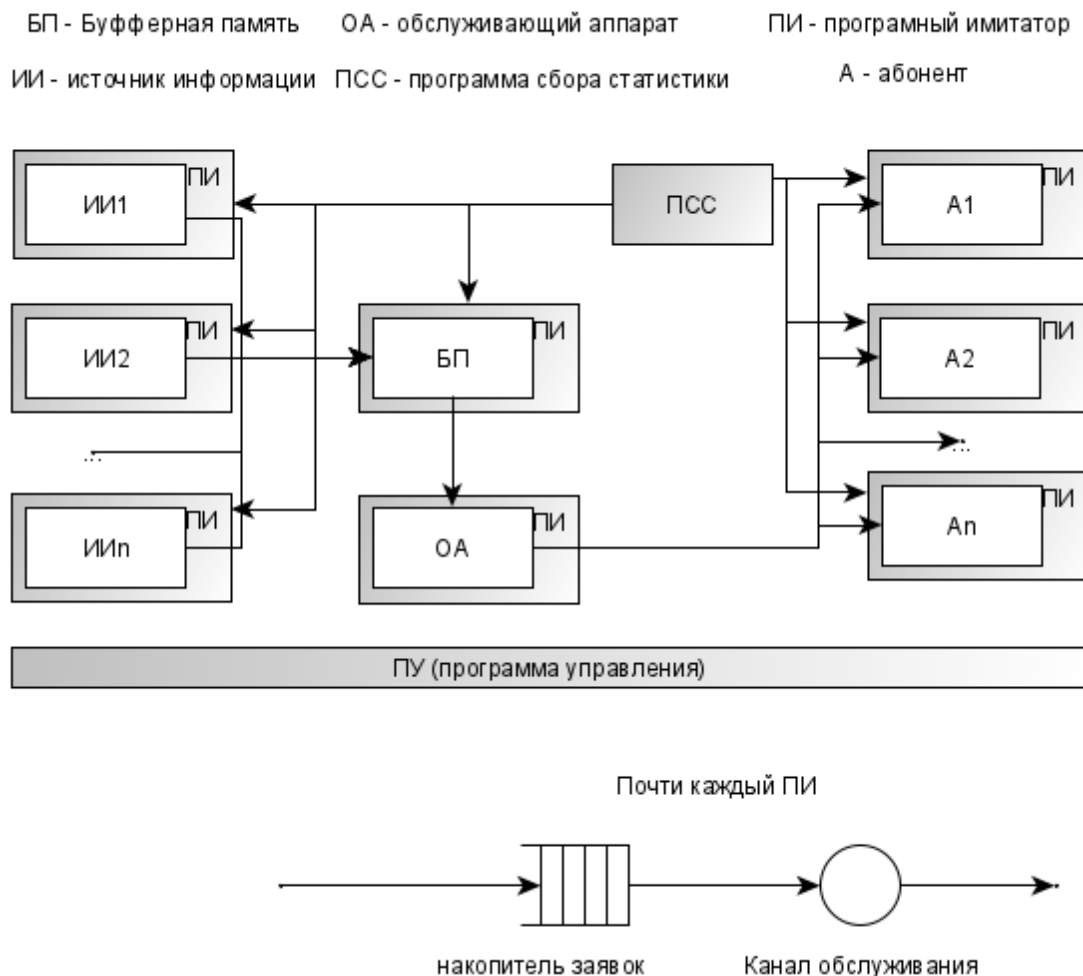 БП - Буфферная память
ОА - обслуживающий аппарат
ПИ - програмный имитатор
ИИ - источник информации
ПСС - программа сбора статистики
А - абонент
ИИ1
ПИ
ПСС
А1
ПИ
ИИ2
ПИ
БП
ПИ
А2
ПИ
...
...
ИИn
ПИ
ОА
ПИ
Аn
ПИ
ПУ (программа управления)
Почти каждый ПИ
накопитель заявок
Канал обслуживания